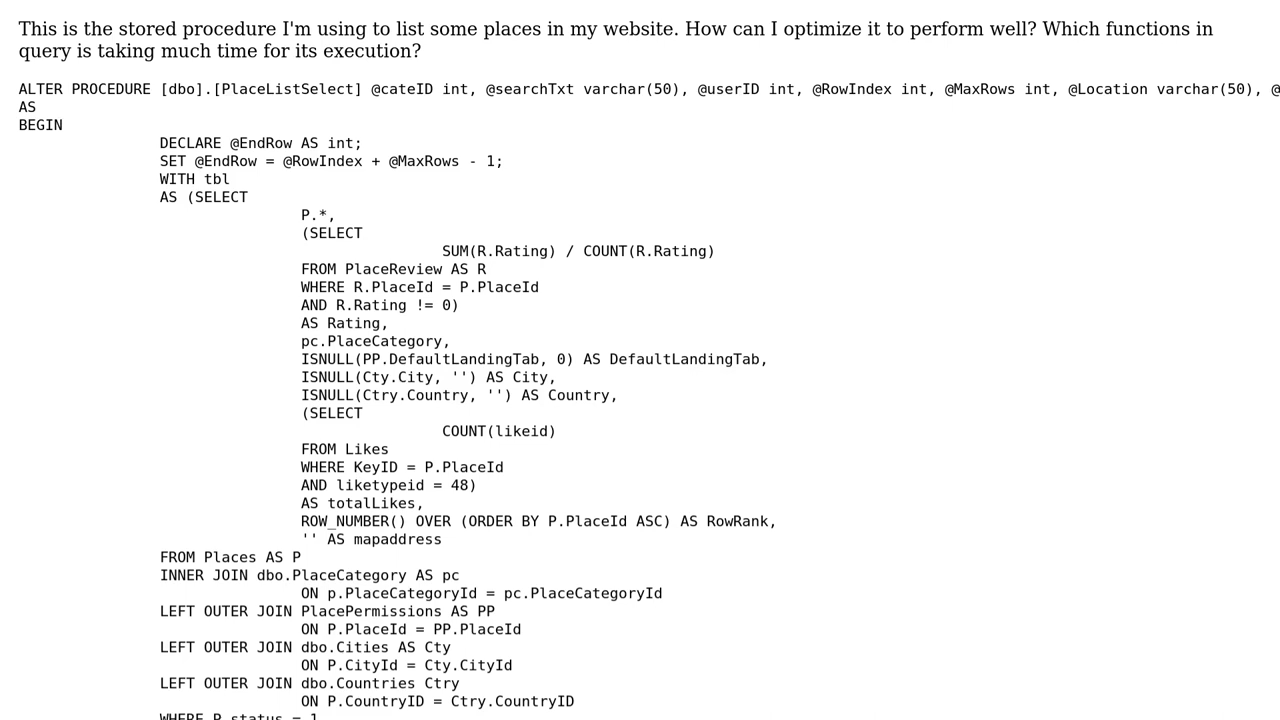 This is the stored procedure I'm using to list some places in my website. How can I optimize it to perform well? Which functions in
query is taking much time for its execution?
ALTER PROCEDURE [dbo].[PlaceListSelect] @cateID int, @searchTxt varchar(50), @userID int, @RowIndex int, @MaxRows int, @Location varchar(50), @
AS
BEGIN
DECLARE @EndRow AS int;
SET @EndRow = @RowIndex + @MaxRows - 1;
WITH tbl
AS (SELECT
P.*,
(SELECT
SUM(R.Rating) / COUNT(R.Rating)
FROM PlaceReview AS R
WHERE R.PlaceId = P.PlaceId
AND R.Rating != 0)
AS Rating,
pc.PlaceCategory,
ISNULL(PP.DefaultLandingTab, 0) AS DefaultLandingTab,
ISNULL(Cty.City, '') AS City,
ISNULL(Ctry.Country, '') AS Country,
(SELECT
COUNT(likeid)
FROM Likes
WHERE KeyID = P.PlaceId
AND liketypeid = 48)
AS totalLikes,
ROW_NUMBER() OVER (ORDER BY P.PlaceId ASC) AS RowRank,
'' AS mapaddress
FROM Places AS P
INNER JOIN dbo.PlaceCategory AS pc
ON p.PlaceCategoryId = pc.PlaceCategoryId
LEFT OUTER JOIN PlacePermissions AS PP
ON P.PlaceId = PP.PlaceId
LEFT OUTER JOIN dbo.Cities AS Cty
ON P.CityId = Cty.CityId
LEFT OUTER JOIN dbo.Countries Ctry
ON P.CountryID = Ctry.CountryID
WHERE P.status = 1